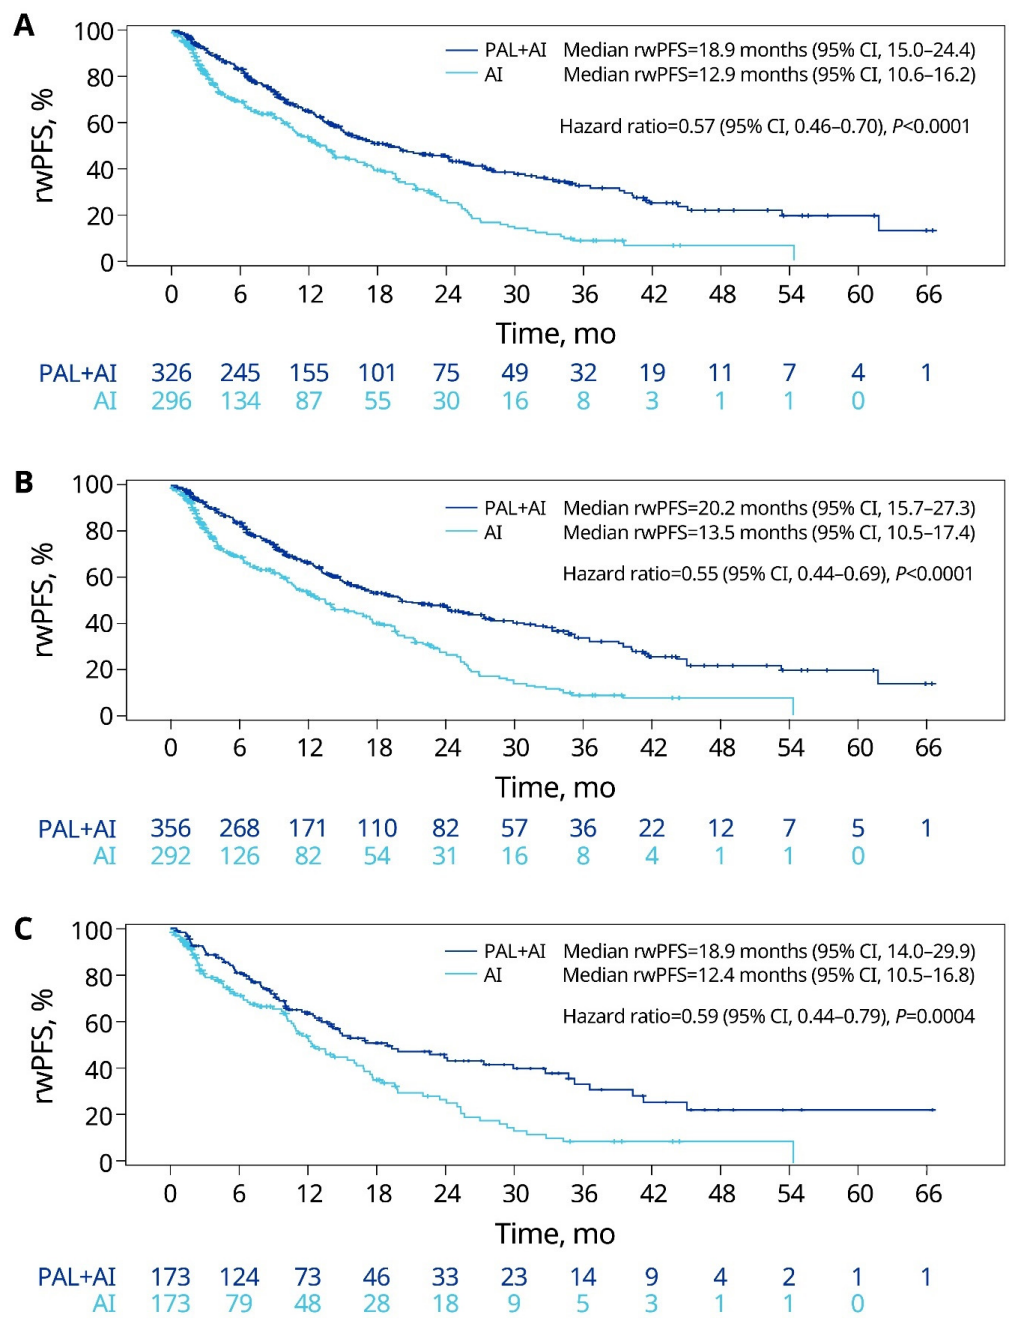 A
PAL+AI Median rwPFS=18.9 months (95% CI, 15.0–24.4)
AI Median rwPFS=12.9 months (95% CI, 10.6–16.2)
Hazard ratio=0.57 (95% CI, 0.46–0.70), P<0.0001
rwPFS, %
100
80
60
40
20
0
0 6 12 18 24 30 36 42 48 54 60 66
Time, mo
PAL+AI 326 245 155 101 75 49 32 19 11 7 4 1
AI 296 134 87 55 30 16 8 3 1 1 0
B
PAL+AI Median rwPFS=20.2 months (95% CI, 15.7–27.3)
AI Median rwPFS=13.5 months (95% CI, 10.5–17.4)
Hazard ratio=0.55 (95% CI, 0.44–0.69), P<0.0001
rwPFS, %
100
80
60
40
20
0
0 6 12 18 24 30 36 42 48 54 60 66
Time, mo
PAL+AI 356 268 171 110 82 57 36 22 12 7 5 1
AI 292 126 82 54 31 16 8 4 1 1 0
C
PAL+AI Median rwPFS=18.9 months (95% CI, 14.0–29.9)
AI Median rwPFS=12.4 months (95% CI, 10.5–16.8)
Hazard ratio=0.59 (95% CI, 0.44–0.79), P=0.0004
rwPFS, %
100
80
60
40
20
0
0 6 12 18 24 30 36 42 48 54 60 66
Time, mo
PAL+AI 173 124 73 46 33 23 14 9 4 2 1 1
AI 173 79 48 28 18 9 5 3 1 1 0